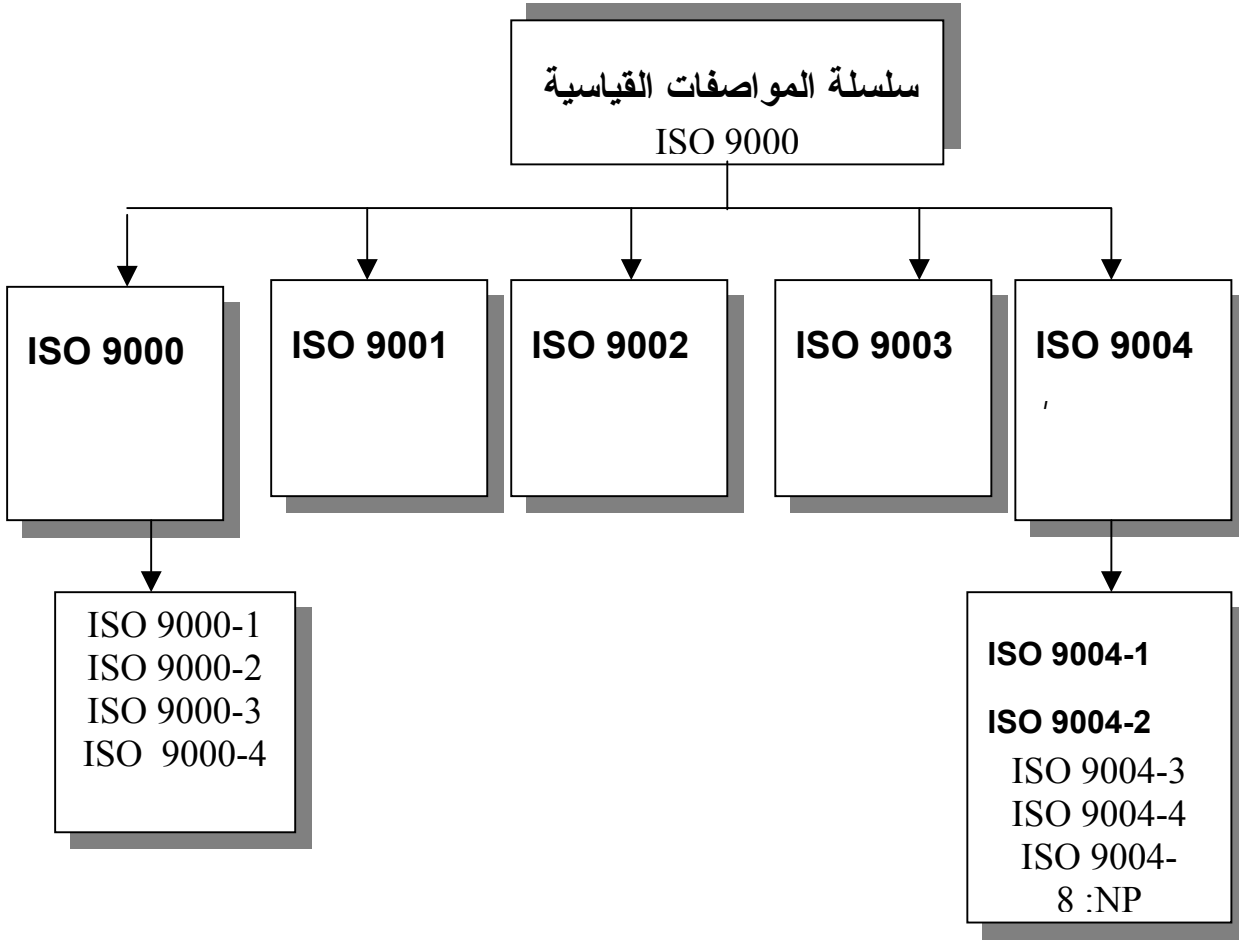 سلسلة المواصفات القياسية
ISO 9000
ISO 9000
ISO 9001
ISO 9002
ISO 9003
ISO 9004
,
ISO 9000-1
ISO 9000-2
ISO 9000-3
ISO 9000-4
ISO 9004-1
ISO 9004-2
ISO 9004-3
ISO 9004-4
ISO 9004-
8 :NP